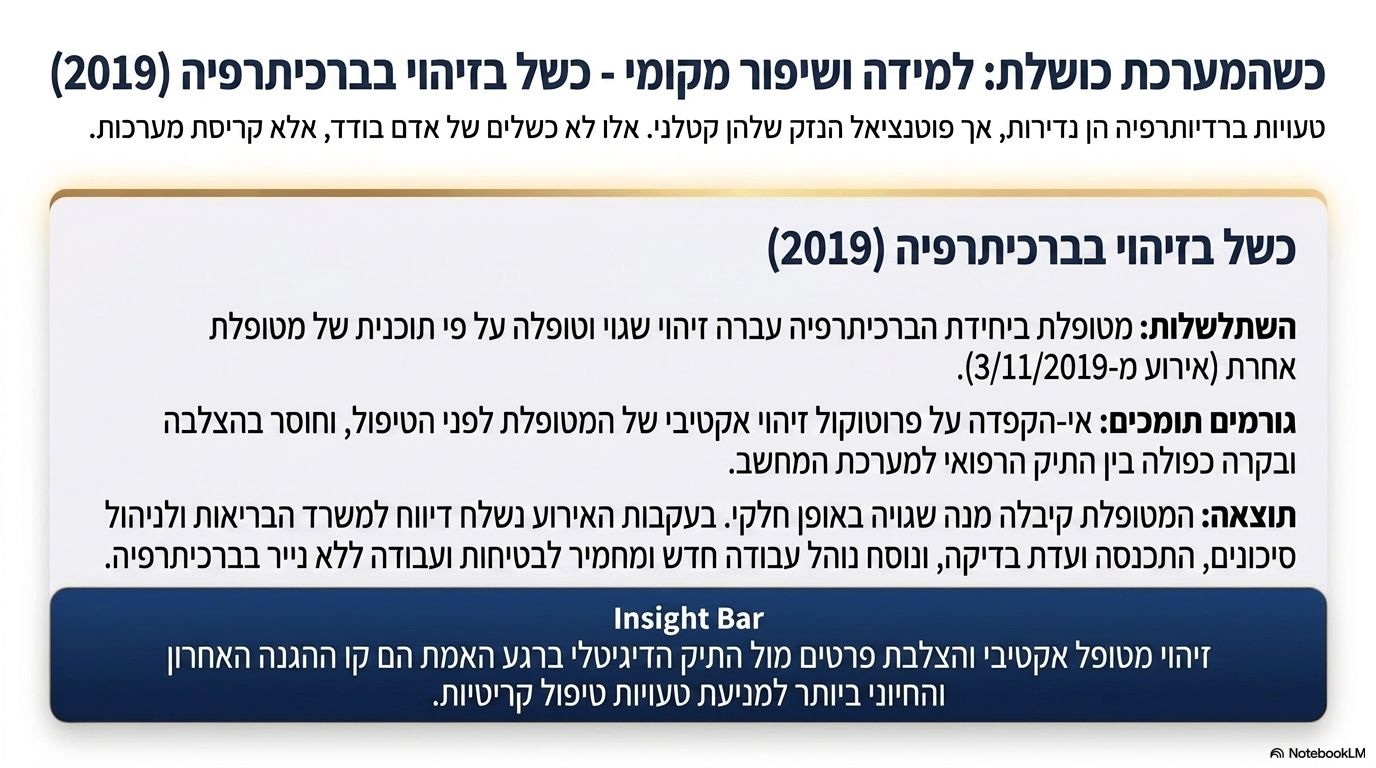 כשהמערכת כושלת: למידה ושיפור מקומי - כשל בזיהוי בברכיתרפיה (2019)
טעויות ברדיותרפיה הן נדירות, אך פוטנציאל הנזק שלהן קטלני. אלו לא כשלים של אדם בודד, אלא קריסת מערכות.
כשל בזיהוי בברכיתרפיה (2019)
השתלשלות: מטופלת ביחידת הברכיתרפיה עברה זיהוי שגוי וטופלה על פי תוכנית של מטופלת
אחרת (אירוע מ-3/11/2019).
גורמים תומכים: אי-הקפדה על פרוטוקול זיהוי אקטיבי של המטופלת לפני הטיפול, וחוסר בהצלבה
ובקרה כפולה בין התיק הרפואי למערכת המחשב.
תוצאה: המטופלת קיבלה מנה שגויה באופן חלקי. בעקבות האירוע נשלח דיווח למשרד הבריאות ולניהול
סיכונים, התכנסה ועדת בדיקה, ונוסח נוהל עבודה חדש ומחמיר לבטיחות ועבודה ללא נייר בברכיתרפיה.
Insight Bar
זיהוי מטופל אקטיבי והצלבת פרטים מול התיק הדיגיטלי ברגע האמת הם קו ההגנה האחרון
והחיוני ביותר למניעת טעויות טיפול קריטיות.
NotebookLM